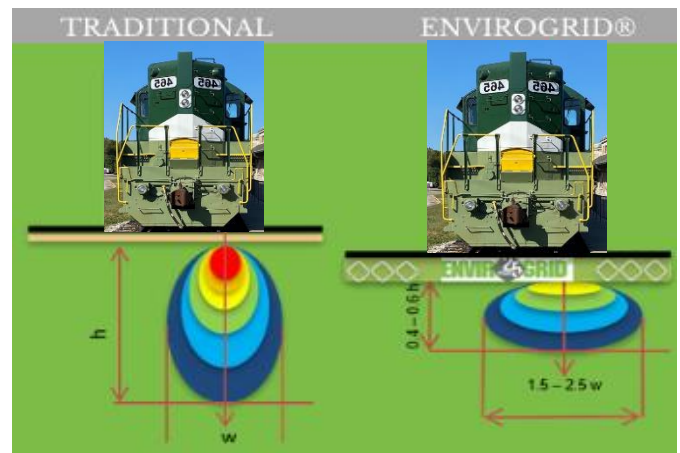 TRADITIONAL
ENVIROGRID®
465 465
465 465
ENVIROGRID
h
0.4 – 0.6 h
w
1.5 – 2.5 w